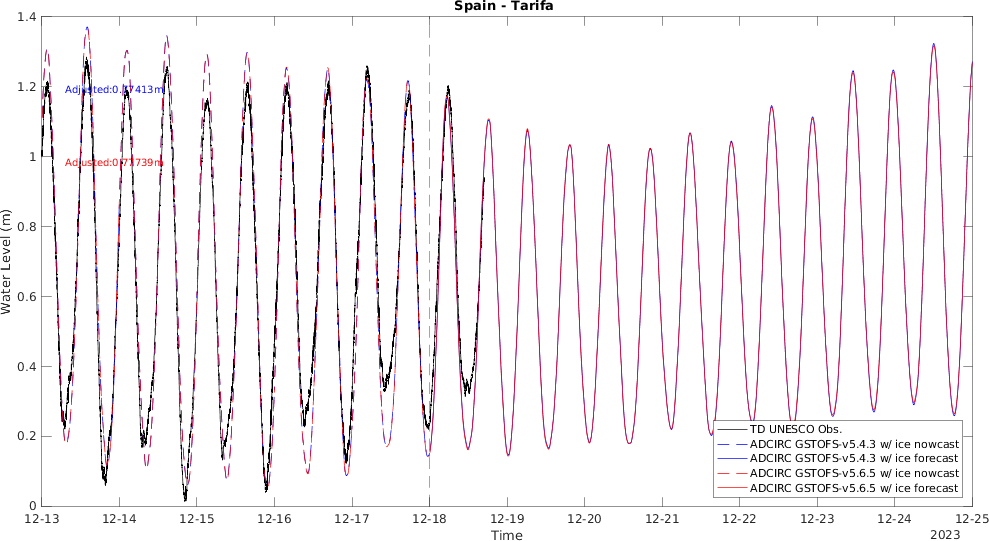 Spain - Tarifa
1.4
1.2
1
0.8
0.6
0.4
0.2
0
Water Level (m)
TD UNESCO Obs.
ADCIRC GSTOFS-v5.4.3 w/ ice nowcast
ADCIRC GSTOFS-v5.4.3 w/ ice forecast
ADCIRC GSTOFS-v5.6.5 w/ ice nowcast
ADCIRC GSTOFS-v5.6.5 w/ ice forecast
12-13 12-14 12-15 12-16 12-17 12-18 12-19 12-20 12-21 12-22 12-23 12-24 12-25
Time
2023